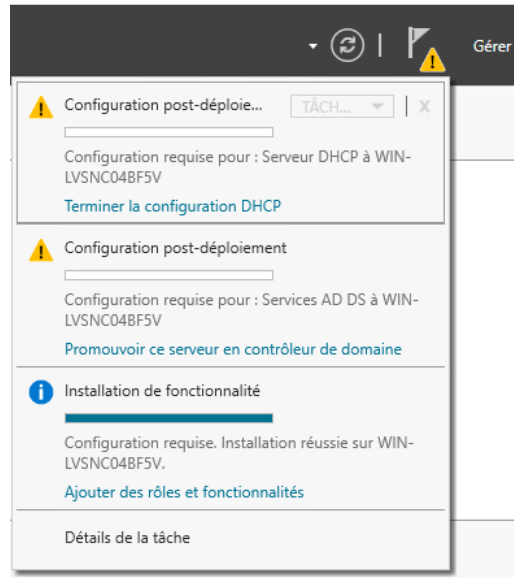 Gérer
Configuration post-déploie... TÂCH... X
Configuration requise pour : Serveur DHCP à WIN-
LVSNC04BF5V
Terminer la configuration DHCP
Configuration post-déploiement
Configuration requise pour : Services AD DS à WIN-
LVSNC04BF5V
Promouvoir ce serveur en contrôleur de domaine
Installation de fonctionnalité
Configuration requise. Installation réussie sur WIN-
LVSNC04BF5V.
Ajouter des rôles et fonctionnalités
Détails de la tâche